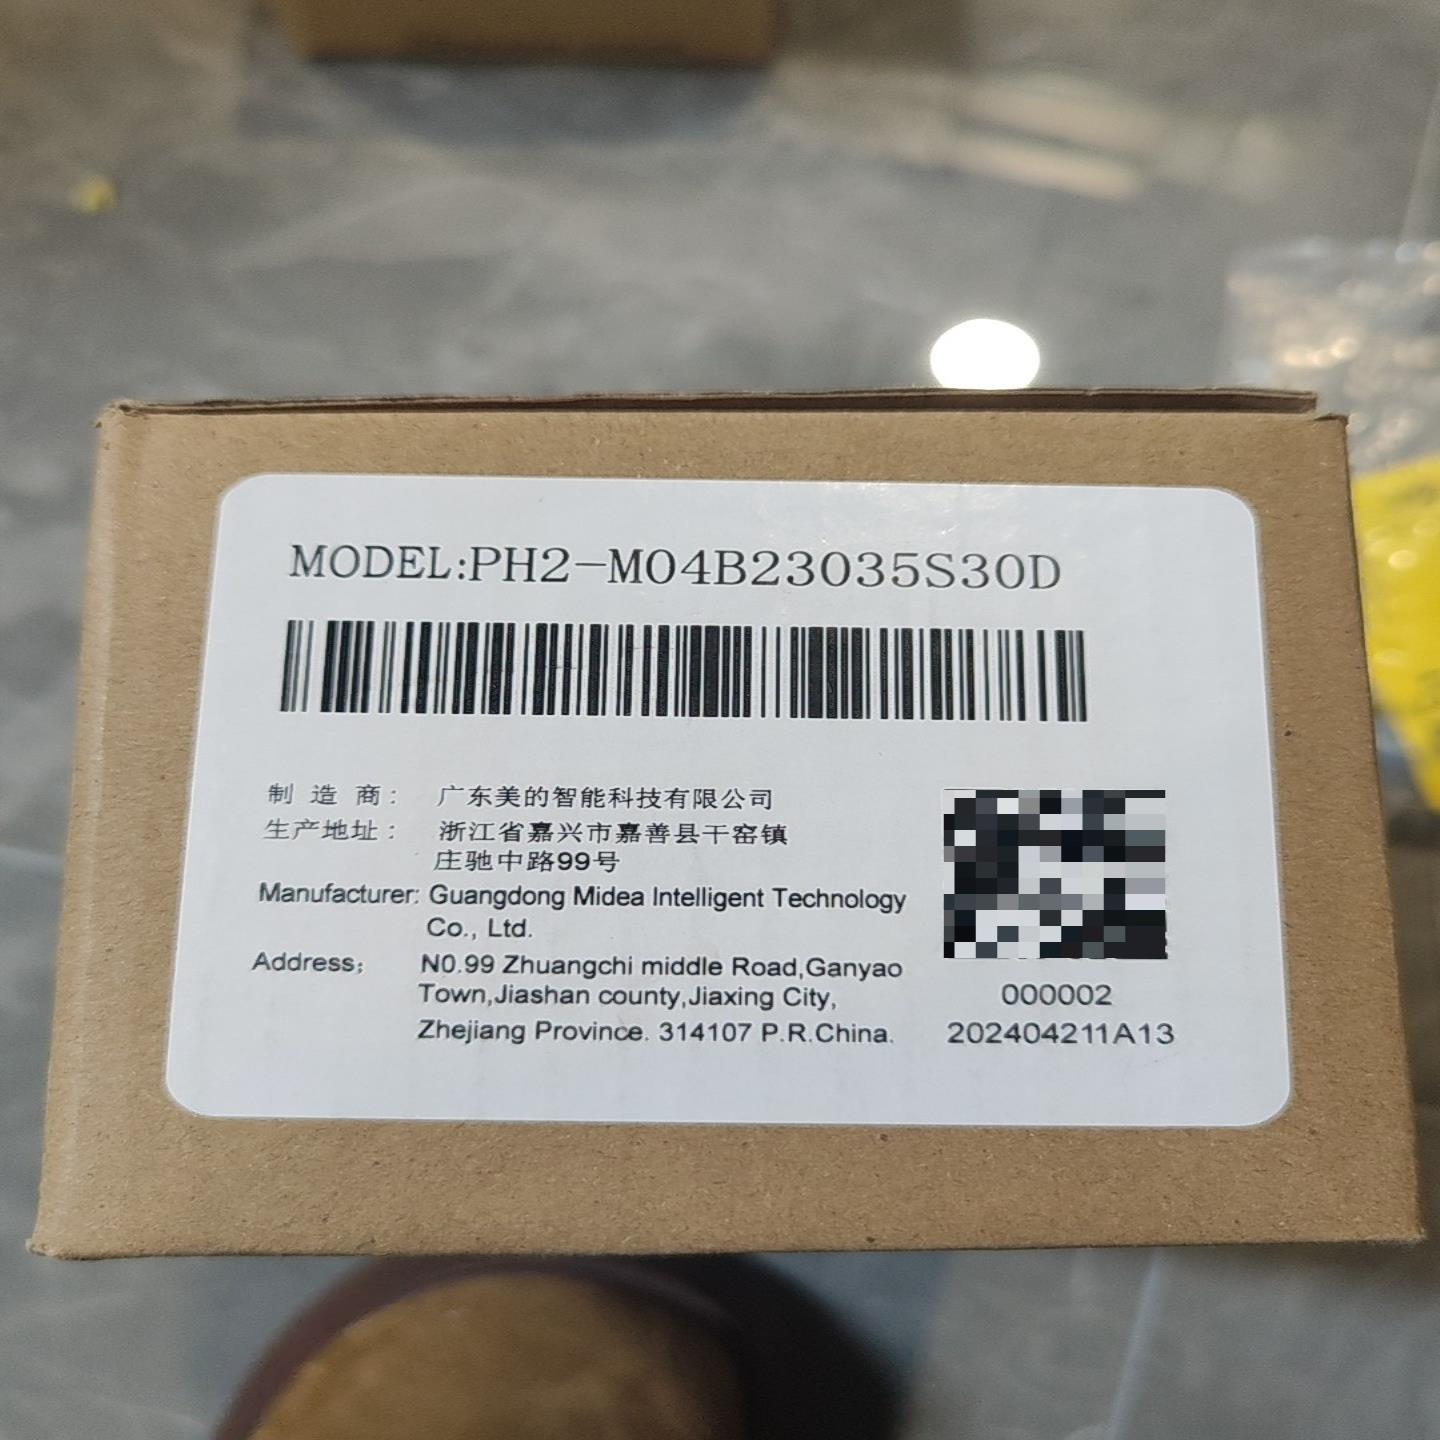 MODEL:PH2-M04B23035S30D
制 造 商： 广东美的智能科技有限公司
生产地址： 浙江省嘉兴市嘉善县干窑镇
庄驰中路99号
Manufacturer: Guangdong Midea Intelligent Technology
Co., Ltd.
Address： N0.99 Zhuangchi middle Road,Ganyao
Town,Jiashan county,Jiaxing City,
Zhejiang Province. 314107 P.R.China.
000002
202404211A13